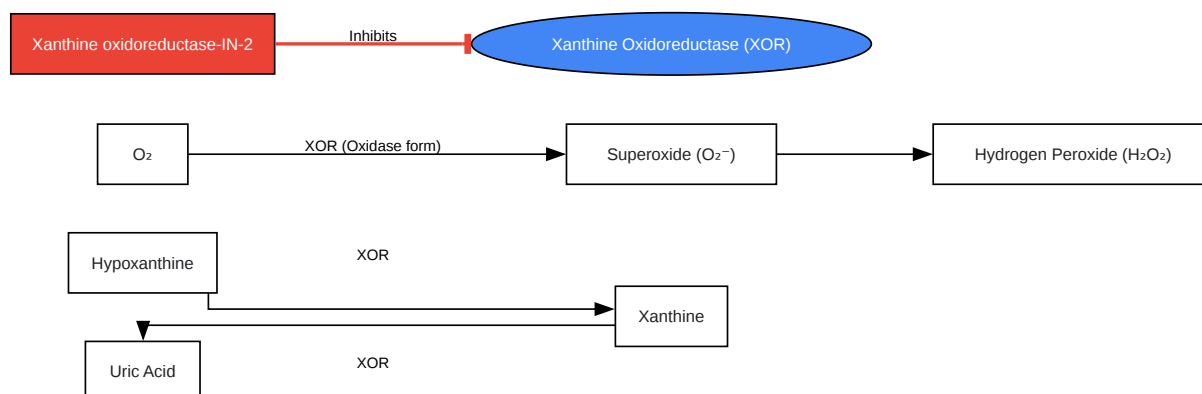 Xanthine oxidoreductase-IN-2
Inhibits
Xanthine Oxidoreductase (XOR)
O₂
XOR (Oxidase form)
Superoxide (O₂⁻)
Hydrogen Peroxide (H₂O₂)
Hypoxanthine
XOR
Xanthine
Uric Acid
XOR